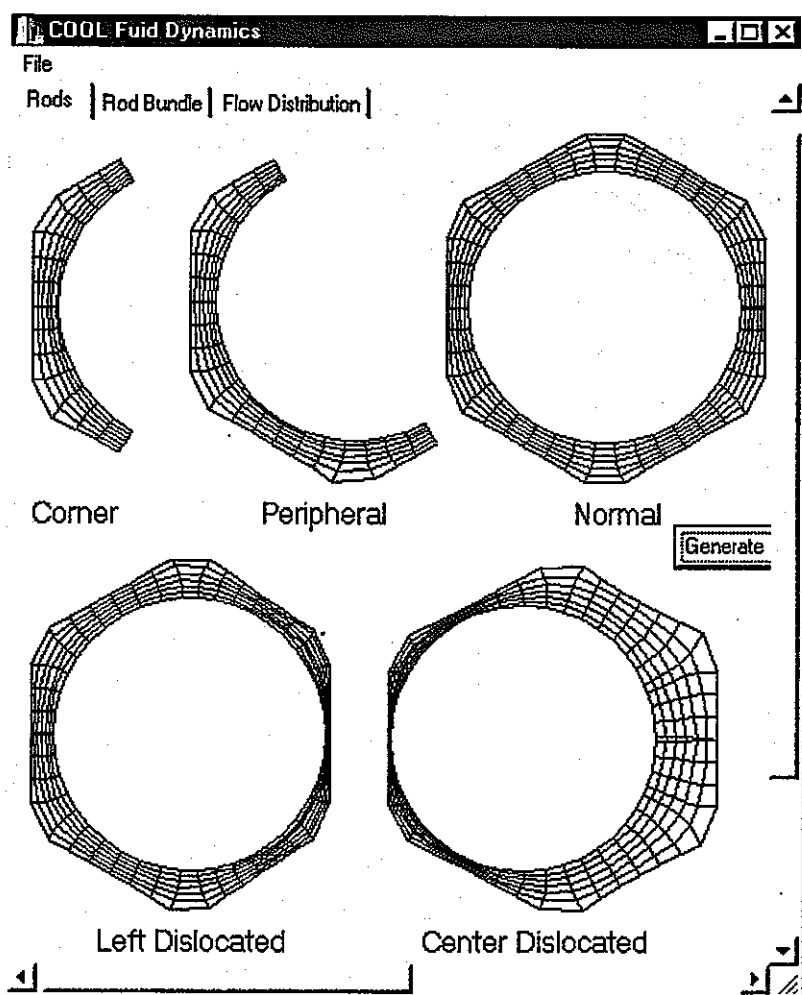 COOL Fuid Dynamics
File
Rods Rod Bundle Flow Distribution
Corner Peripheral Normal
Generate
Left Dislocated Center Dislocated